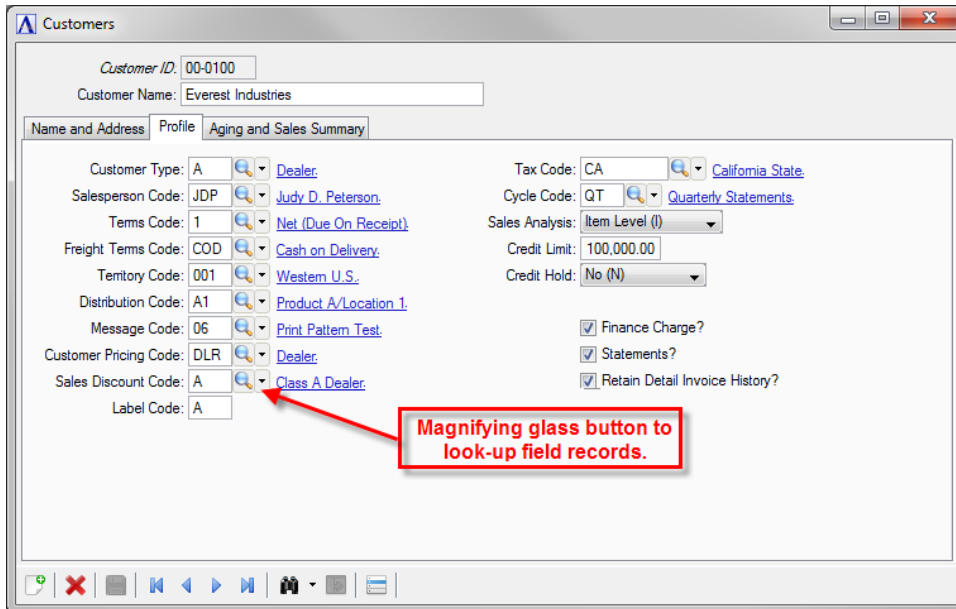 Customers
Customer ID: 00-0100
Customer Name: Everest Industries
Name and Address Profile Aging and Sales Summary
Customer Type: A Dealer.
Salesperson Code: JDP Judy D. Peterson.
Terms Code: 1 Net (Due On Receipt).
Freight Terms Code: COD Cash on Delivery.
Territory Code: 001 Western U.S..
Distribution Code: A1 Product A/Location 1.
Message Code: 06 Print Pattern Test.
Customer Pricing Code: DLR Dealer.
Sales Discount Code: A Class A Dealer.
Label Code: A
Tax Code: CA California State.
Cycle Code: QT Quarterly Statements.
Sales Analysis: Item Level (I)
Credit Limit: 100,000.00
Credit Hold: No (N)
Finance Charge?
Statements?
Retain Detail Invoice History?
Magnifying glass button to
look-up field records.